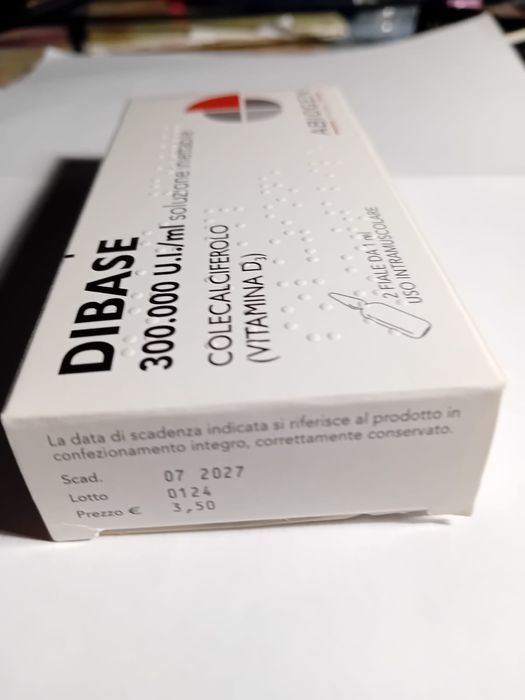 DIBASE
300.000 U.I./ml soluzione iniettabile
COLECALCIFEROLO
(VITAMINA D₃)
2 FIALE DA 1 ml
USO INTRAMUSCOLARE
ABIOGEN
La data di scadenza indicata si riferisce al prodotto in
confezionamento integro, correttamente conservato.
Scad. 07 2027
Lotto 0124
Prezzo € 3,50